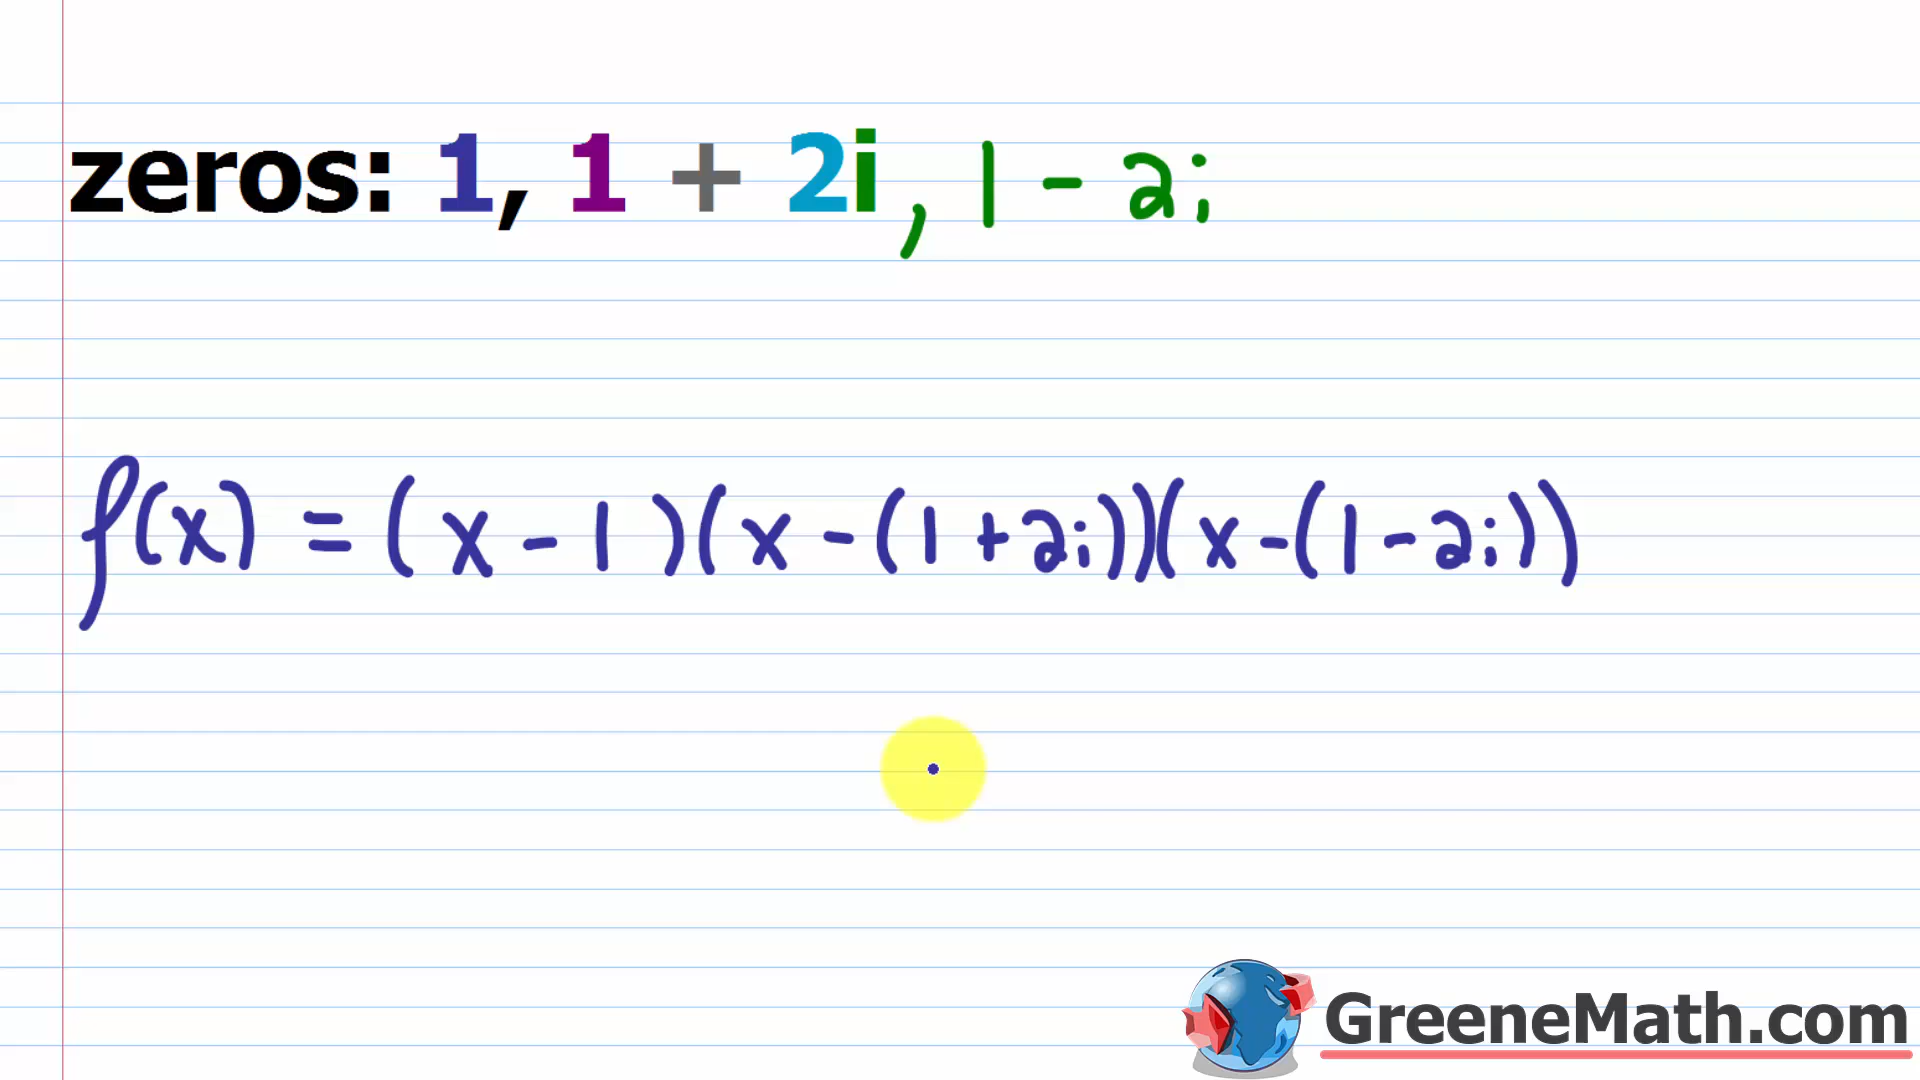 zeros: 1, 1 + 2i, 1 - 2i
f(x) = (x - 1)(x - (1 + 2i))(x - (1 - 2i))
GreeneMath.com